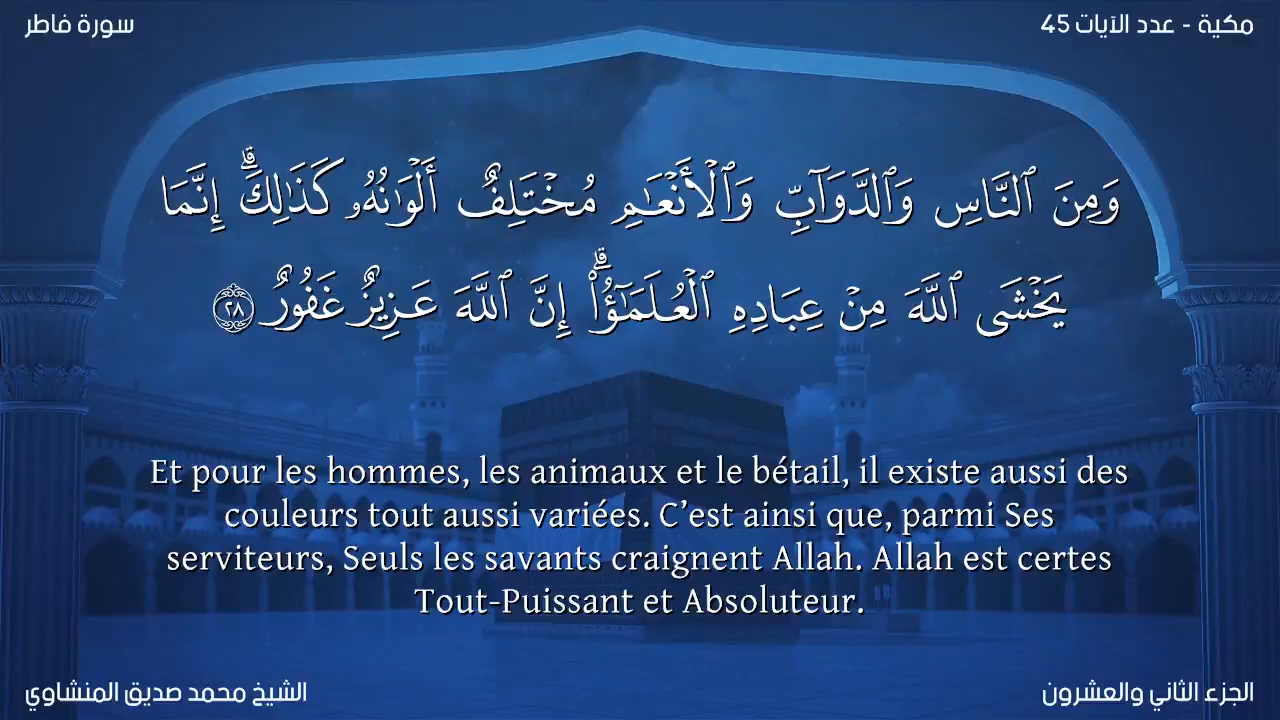 مكية - عدد الآيات 45
سورة فاطر
وَمِنَ ٱلنَّاسِ وَٱلدَّوَآبِّ وَٱلْأَنْعَٰمِ مُخْتَلِفٌ أَلْوَٰنُهُۥ كَذَٰلِكَ ۗ إِنَّمَا
يَخْشَى ٱللَّهَ مِنْ عِبَادِهِ ٱلْعُلَمَٰٓؤُا۟ ۗ إِنَّ ٱللَّهَ عَزِيزٌ غَفُورٌ ٢٨
Et pour les hommes, les animaux et le bétail, il existe aussi des
couleurs tout aussi variées. C’est ainsi que, parmi Ses
serviteurs, Seuls les savants craignent Allah. Allah est certes
Tout-Puissant et Absoluteur.
الجزء الثاني والعشرون
الشيخ محمد صديق المنشاوي